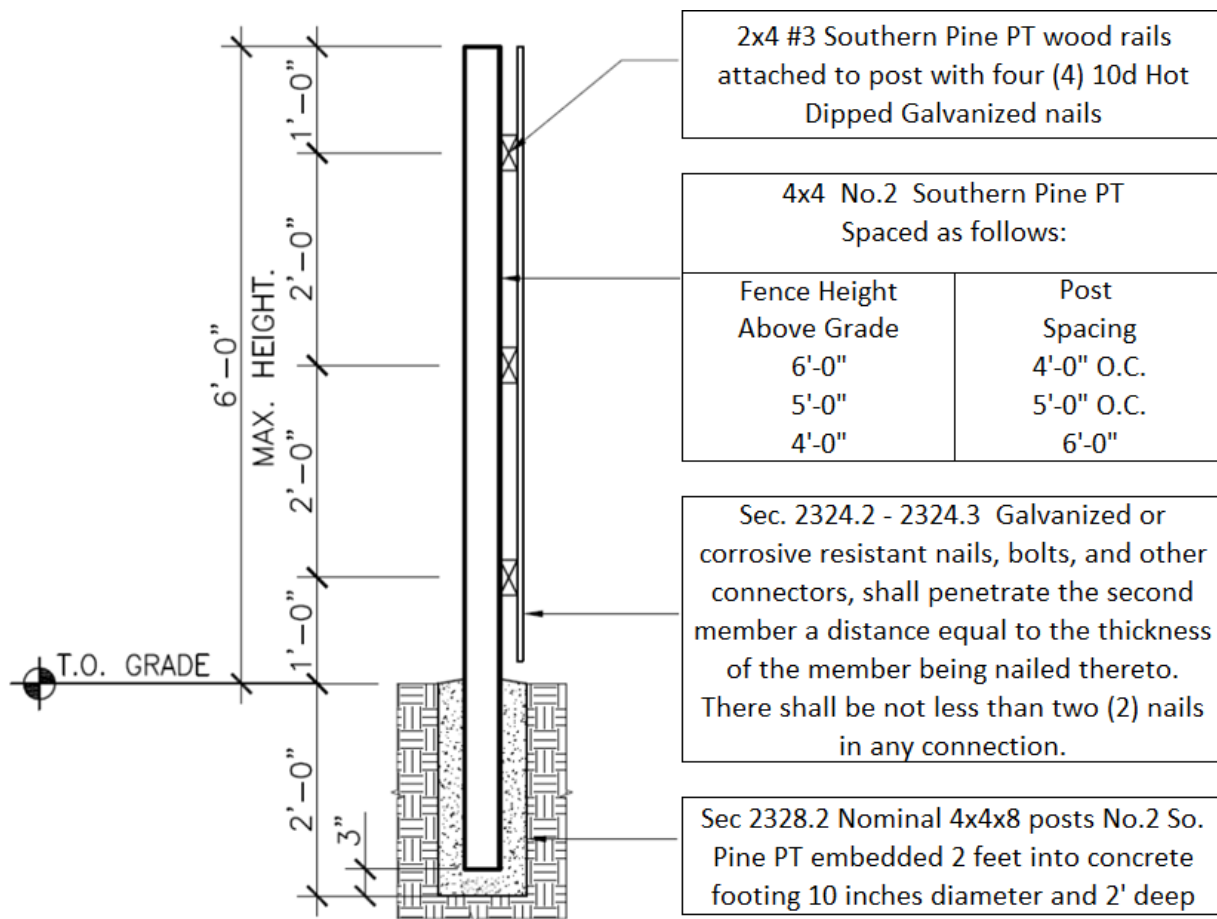 2x4 #3 Southern Pine PT wood rails
attached to post with four (4) 10d Hot
Dipped Galvanized nails
4x4 No.2 Southern Pine PT
Spaced as follows:
Fence Height
Above Grade
6'-0"
5'-0"
4'-0"
Post
Spacing
4'-0" O.C.
5'-0" O.C.
6'-0"
Sec. 2324.2 - 2324.3 Galvanized or
corrosive resistant nails, bolts, and other
connectors, shall penetrate the second
member a distance equal to the thickness
of the member being nailed thereto.
There shall be not less than two (2) nails
in any connection.
Sec 2328.2 Nominal 4x4x8 posts No.2 So.
Pine PT embedded 2 feet into concrete
footing 10 inches diameter and 2' deep
6'-0"
MAX. HEIGHT.
1'-0"
2'-0"
2'-0"
1'-0"
T.O. GRADE
2'-0"
3"